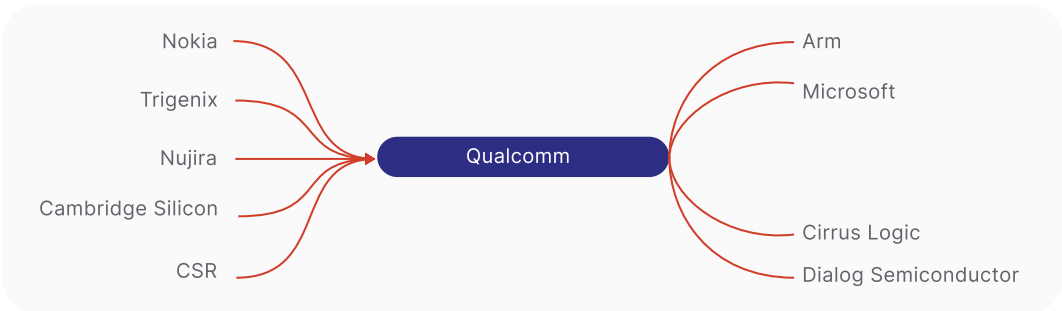 Nokia
Trigenix
Nujira
Cambridge Silicon
CSR
Qualcomm
Arm
Microsoft
Cirrus Logic
Dialog Semiconductor